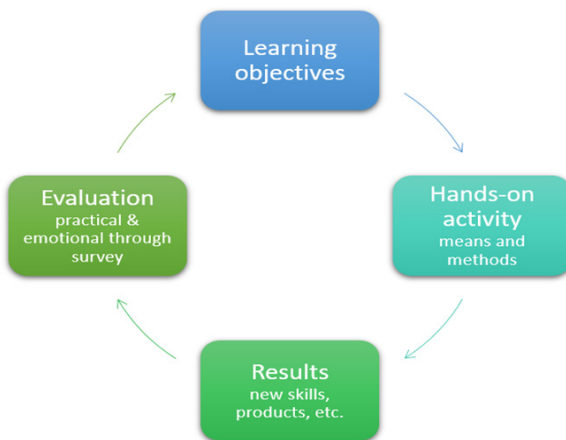 Learning
objectives
Hands-on
activity
means and
methods
Results
new skills,
products, etc.
Evaluation
practical &
emotional through
survey